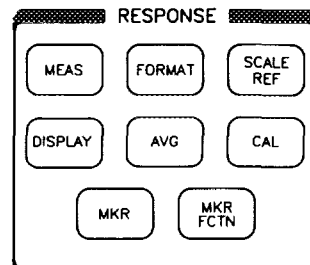 RESPONSE
MEAS
FORMAT
SCALE
REF
DISPLAY
AVG
CAL
MKR
MKR
FCTN